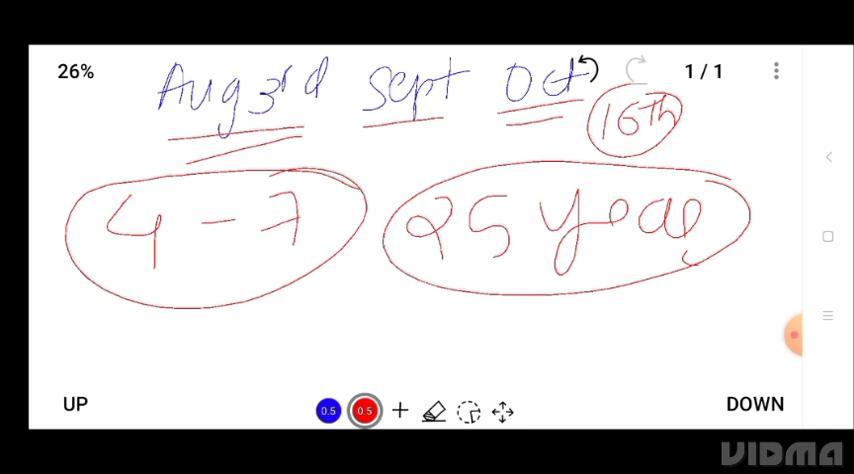 26% Aug 3rd Sept Oct 1 / 1
16th
4 - 7 25 year
UP 0.5 0.5 DOWN
VIDMA